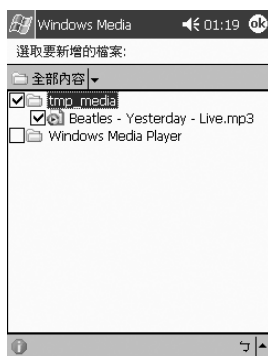 Windows Media 01:19 ok
選取要新增的檔案:
全部內容
tmp_media
Beatles - Yesterday - Live.mp3
Windows Media Player
ㄅ